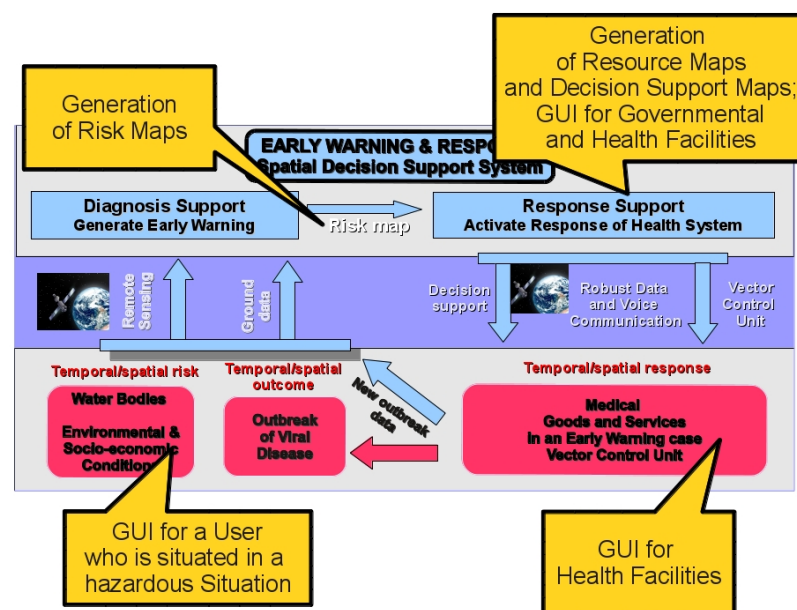 Generation
of Risk Maps
Generation
of Resource Maps
and Decision Support Maps;
GUI for Governmental
and Health Facilities
EARLY WARNING & RESPO
Spatial Decision Support System
Diagnosis Support
Generate Early Warning
Risk map
Response Support
Activate Response of Health System
Remote
Sensing
Ground
data
Decision
support
Robust Data
and Voice
Communication
Vector
Control
Unit
Temporal/spatial risk
Temporal/spatial
outcome
Temporal/spatial response
Water Bodies
Environmental &
Socio-economic
Condition
Outbreak
of Viral
Disease
New outbreak
data
Medical
Goods and Services
In an Early Warning case
Vector Control Unit
GUI for a User
who is situated in a
hazardous Situation
GUI for
Health Facilities